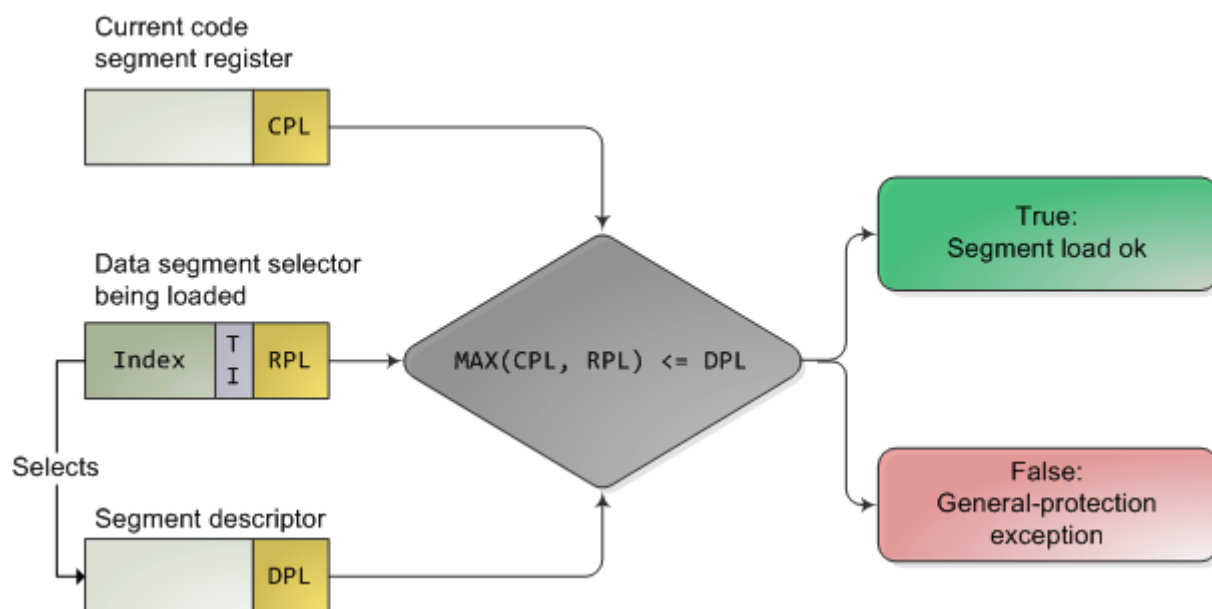 Current code
segment register
CPL
Data segment selector
being loaded
Index
T
I
RPL
Selects
Segment descriptor
DPL
MAX(CPL, RPL) <= DPL
True:
Segment load ok
False:
General-protection
exception